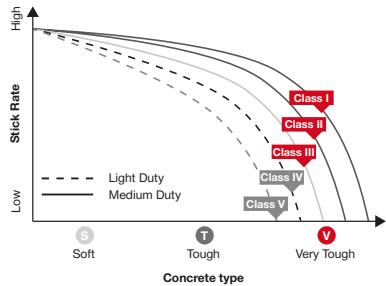 High
Stick Rate
Low
Class I
Class II
Class III
Class IV
Class V
Light Duty
Medium Duty
S
T
V
Soft
Tough
Very Tough
Concrete type